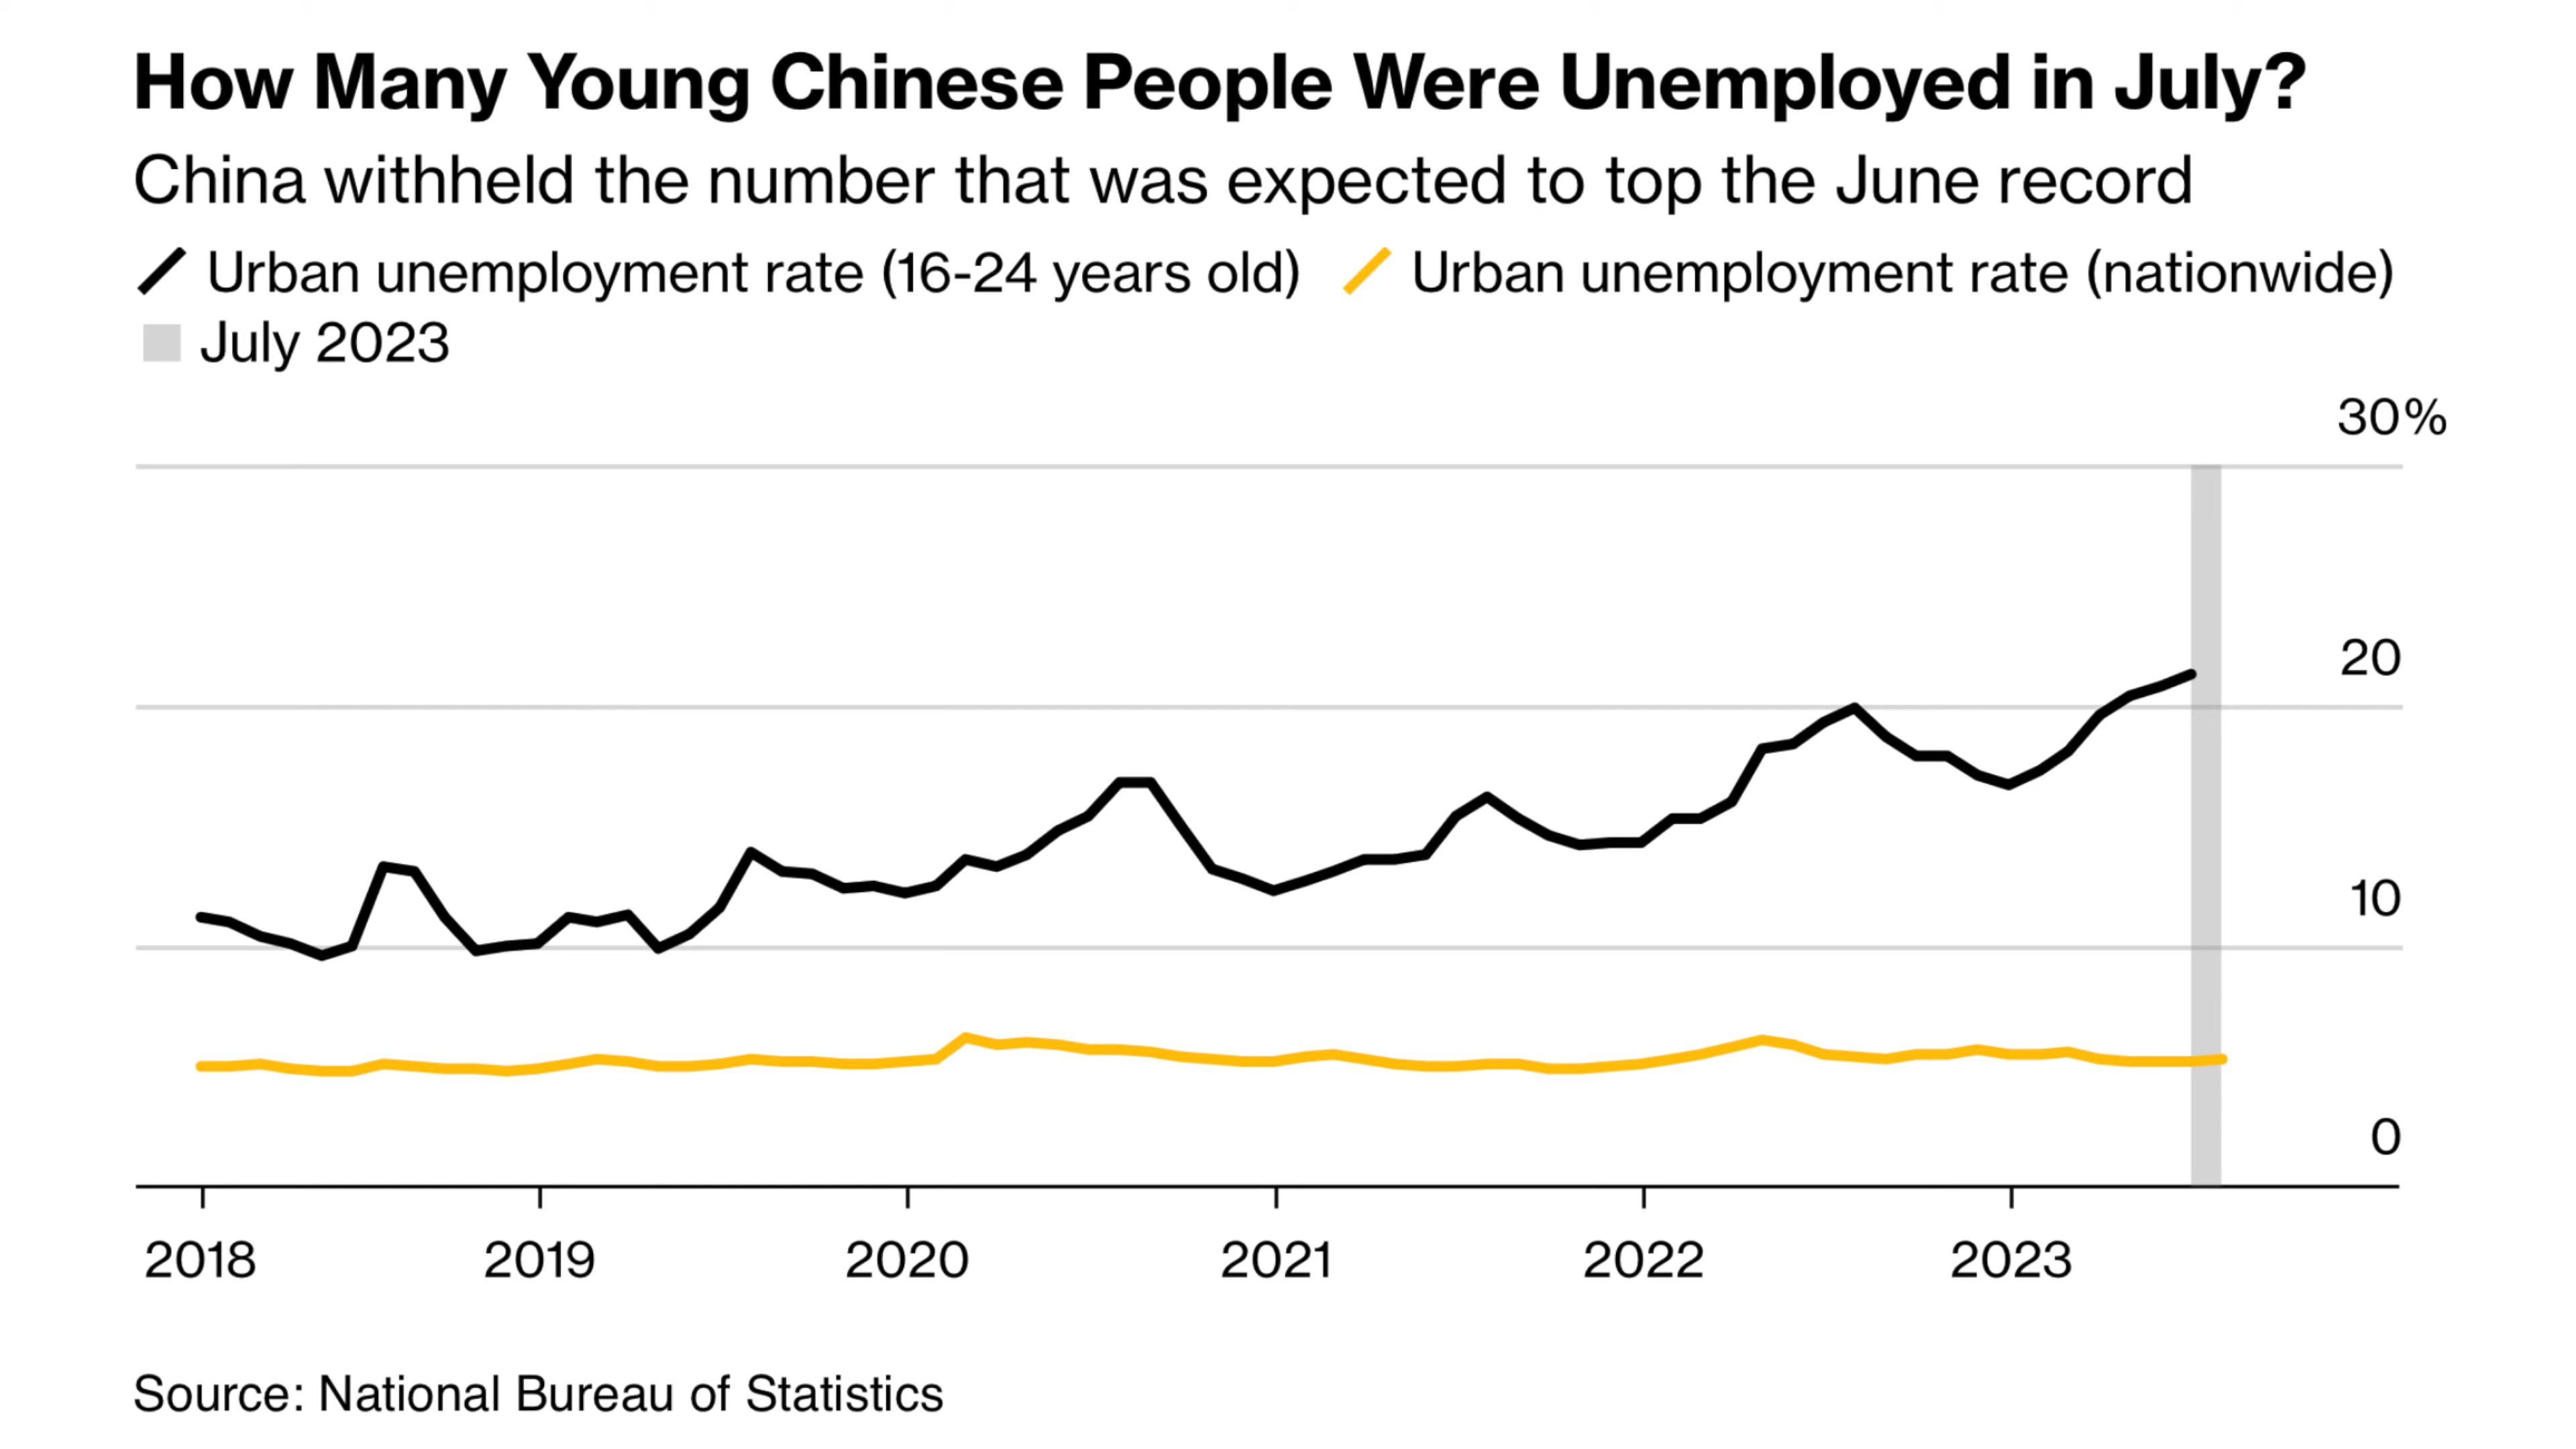 How Many Young Chinese People Were Unemployed in July?
China withheld the number that was expected to top the June record
Urban unemployment rate (16-24 years old) Urban unemployment rate (nationwide)
July 2023
30%
20
10
0
2018 2019 2020 2021 2022 2023
Source: National Bureau of Statistics